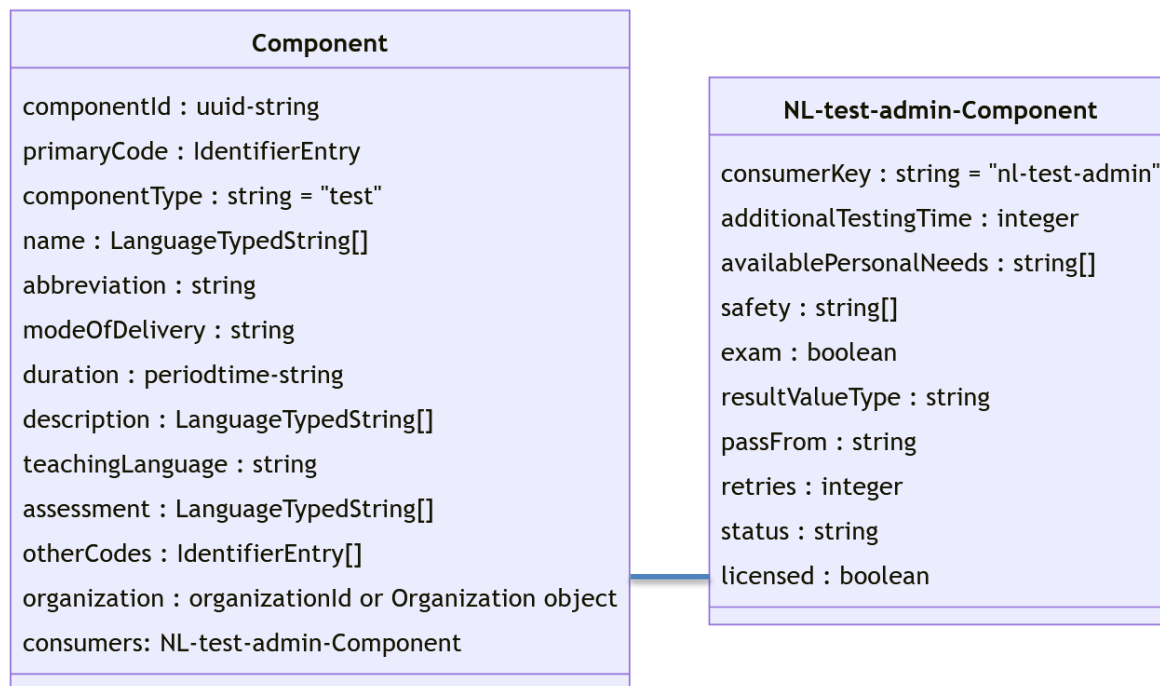 Component
componentId : uuid-string
primaryCode : IdentifierEntry
componentType : string = "test"
name : LanguageTypedString[]
abbreviation : string
modeOfDelivery : string
duration : periodtime-string
description : LanguageTypedString[]
teachingLanguage : string
assessment : LanguageTypedString[]
otherCodes : IdentifierEntry[]
organization : organizationId or Organization object
consumers: NL-test-admin-Component
NL-test-admin-Component
consumerKey : string = "nl-test-admin"
additionalTestingTime : integer
availablePersonalNeeds : string[]
safety : string[]
exam : boolean
resultValueType : string
passFrom : string
retries : integer
status : string
licensed : boolean